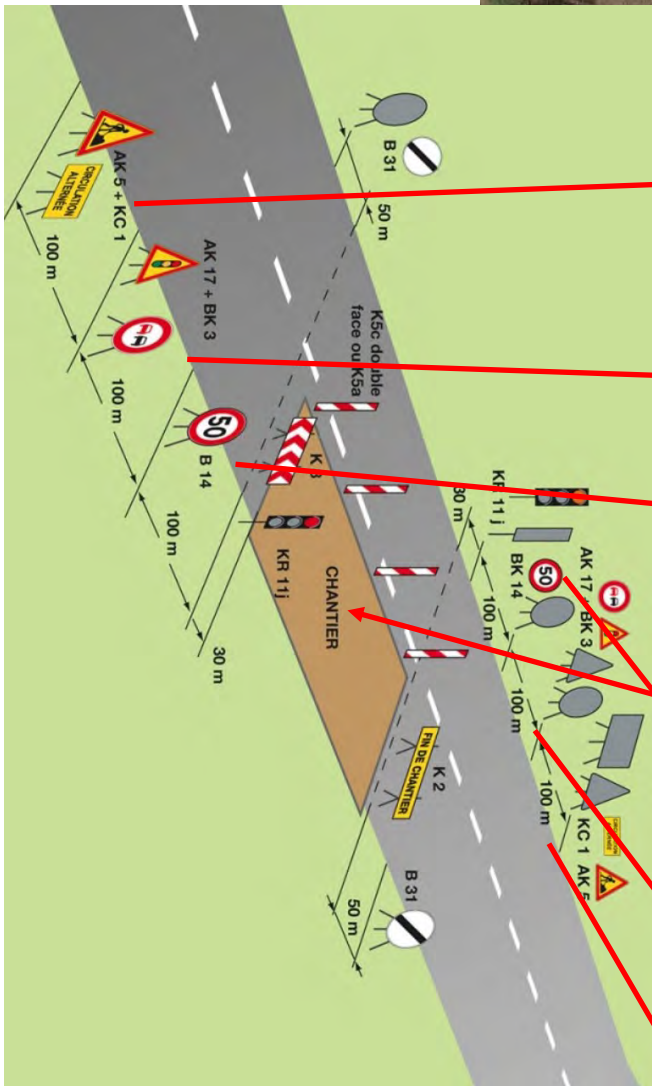 B 31
50 m
AK 5 + KC 1
CIRCULATION
ALTERNÉE
100 m
AK 17 + BK 3
100 m
50
B 14
100 m
30 m
K5c double
face ou K5a
K 8
KR 11j
CHANTIER
KR 11 j
30 m
50
BK 14
100 m
AK 17 + BK 3
100 m
100 m
CIRCULATION
ALTERNÉE
KC 1
AK 5
K 2
FIN DE CHANTIER
B 31
50 m